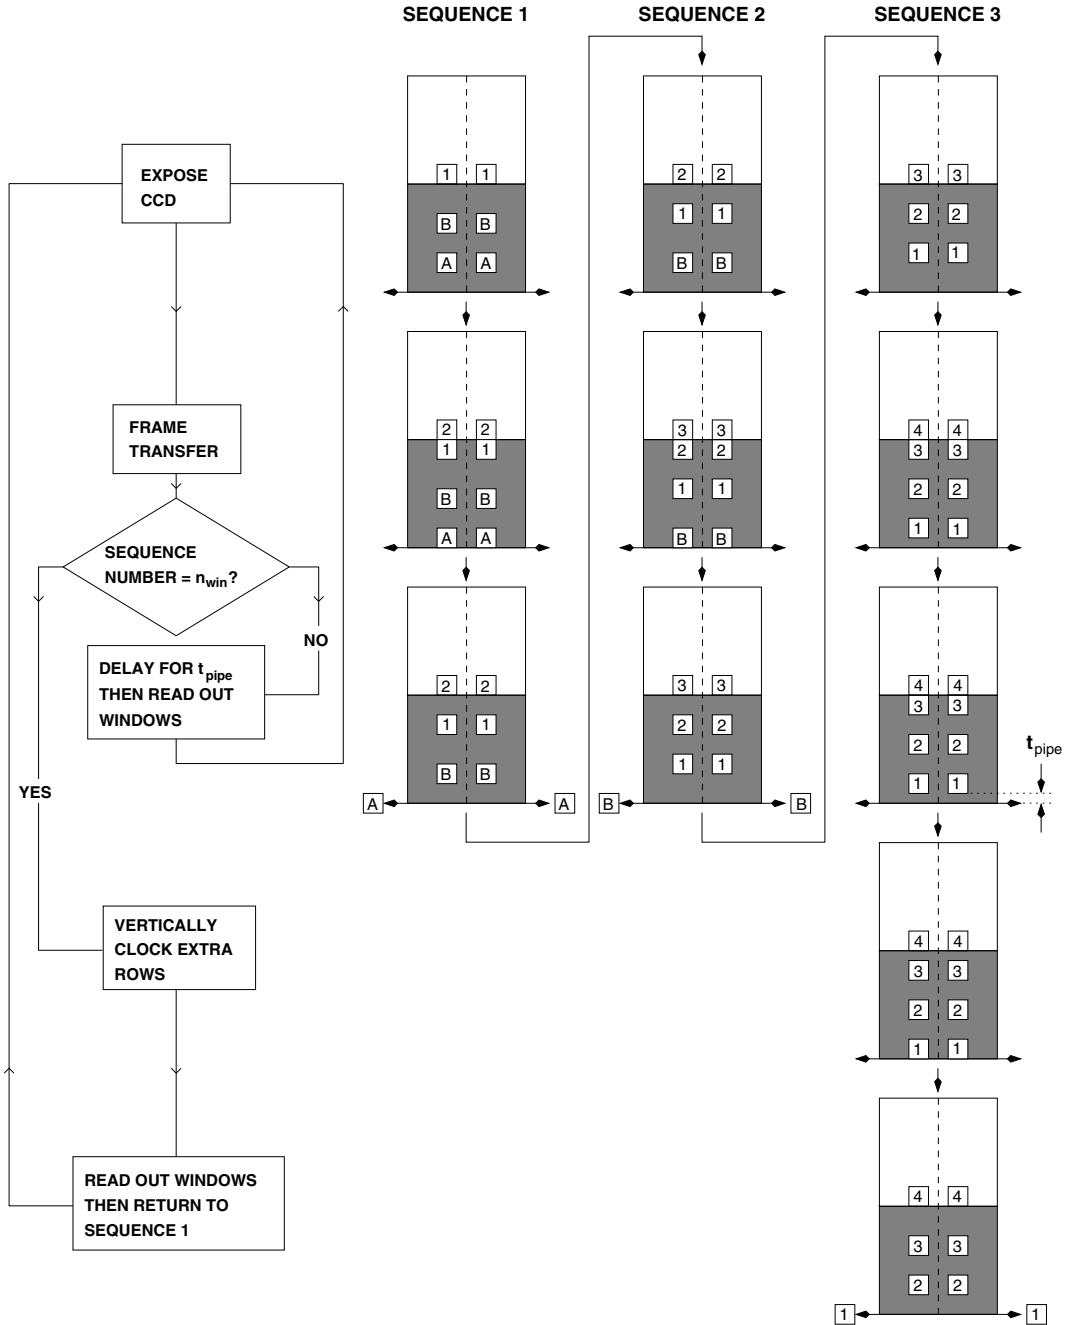 SEQUENCE 1
SEQUENCE 2
SEQUENCE 3
EXPOSE
CCD
FRAME
TRANSFER
SEQUENCE
NUMBER = nwin?
NO
DELAY FOR tpipe
THEN READ OUT
WINDOWS
YES
VERTICALLY
CLOCK EXTRA
ROWS
READ OUT WINDOWS
THEN RETURN TO
SEQUENCE 1
1 1
B B
A A
2 2
1 1
B B
A A
2 2
1 1
B B
A A
2 2
1 1
B B
3 3
2 2
1 1
B B
3 3
2 2
1 1
B B
3 3
2 2
1 1
4 4
3 3
2 2
1 1
4 4
3 3
2 2
1 1
tpipe
4 4
3 3
2 2
1 1
4 4
3 3
2 2
1 1